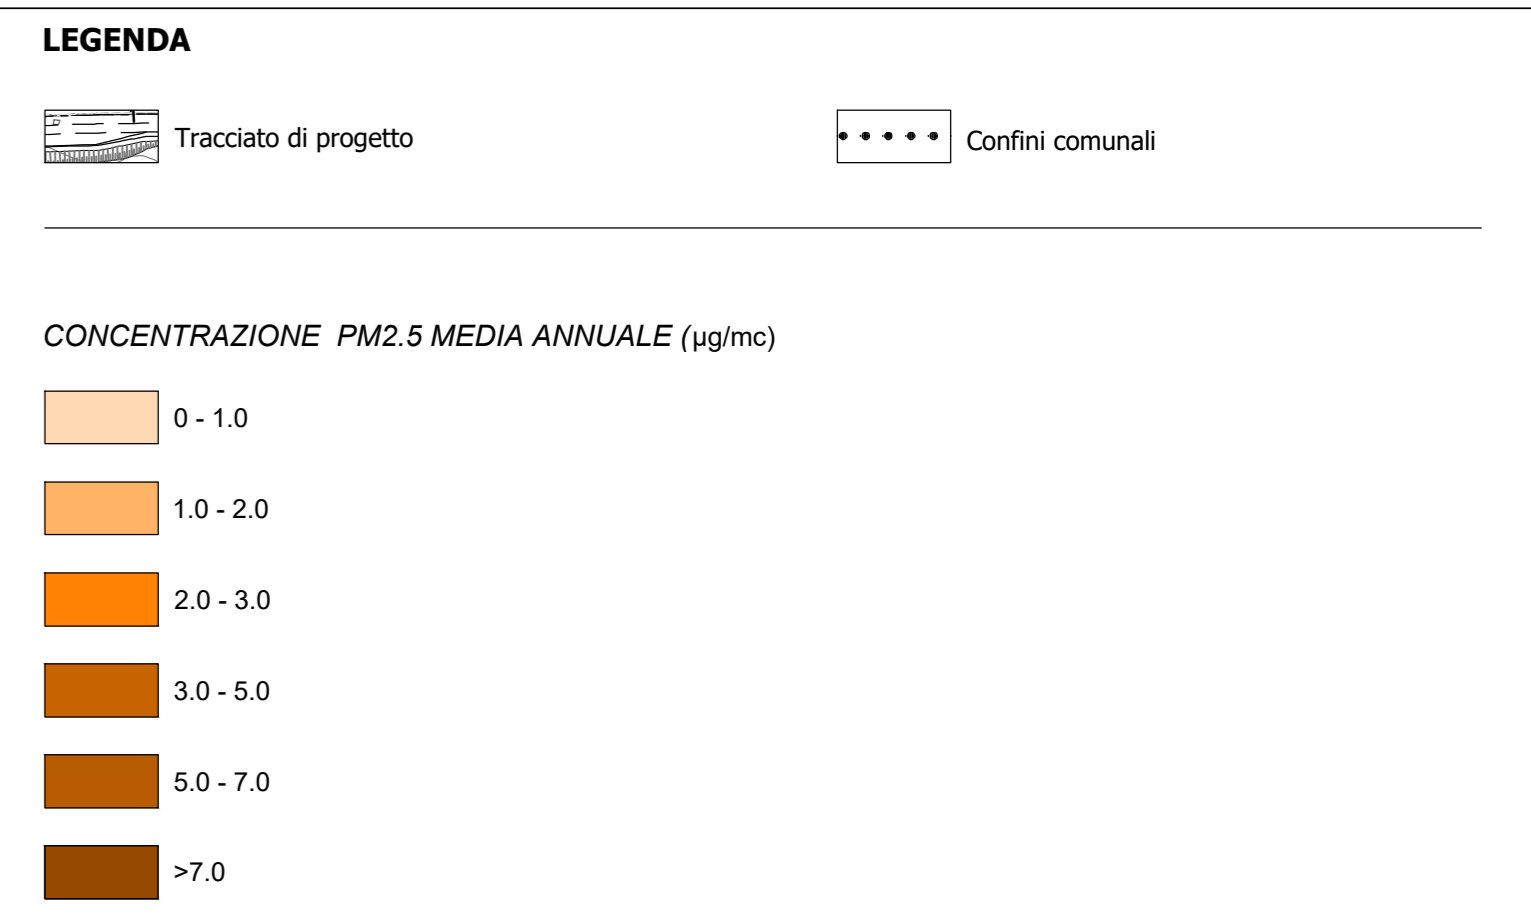 LEGENDA
Tracciato di progetto
Confini comunali
CONCENTRAZIONE PM2.5 MEDIA ANNUALE (µg/mc)
0 - 1.0
1.0 - 2.0
2.0 - 3.0
3.0 - 5.0
5.0 - 7.0
>7.0